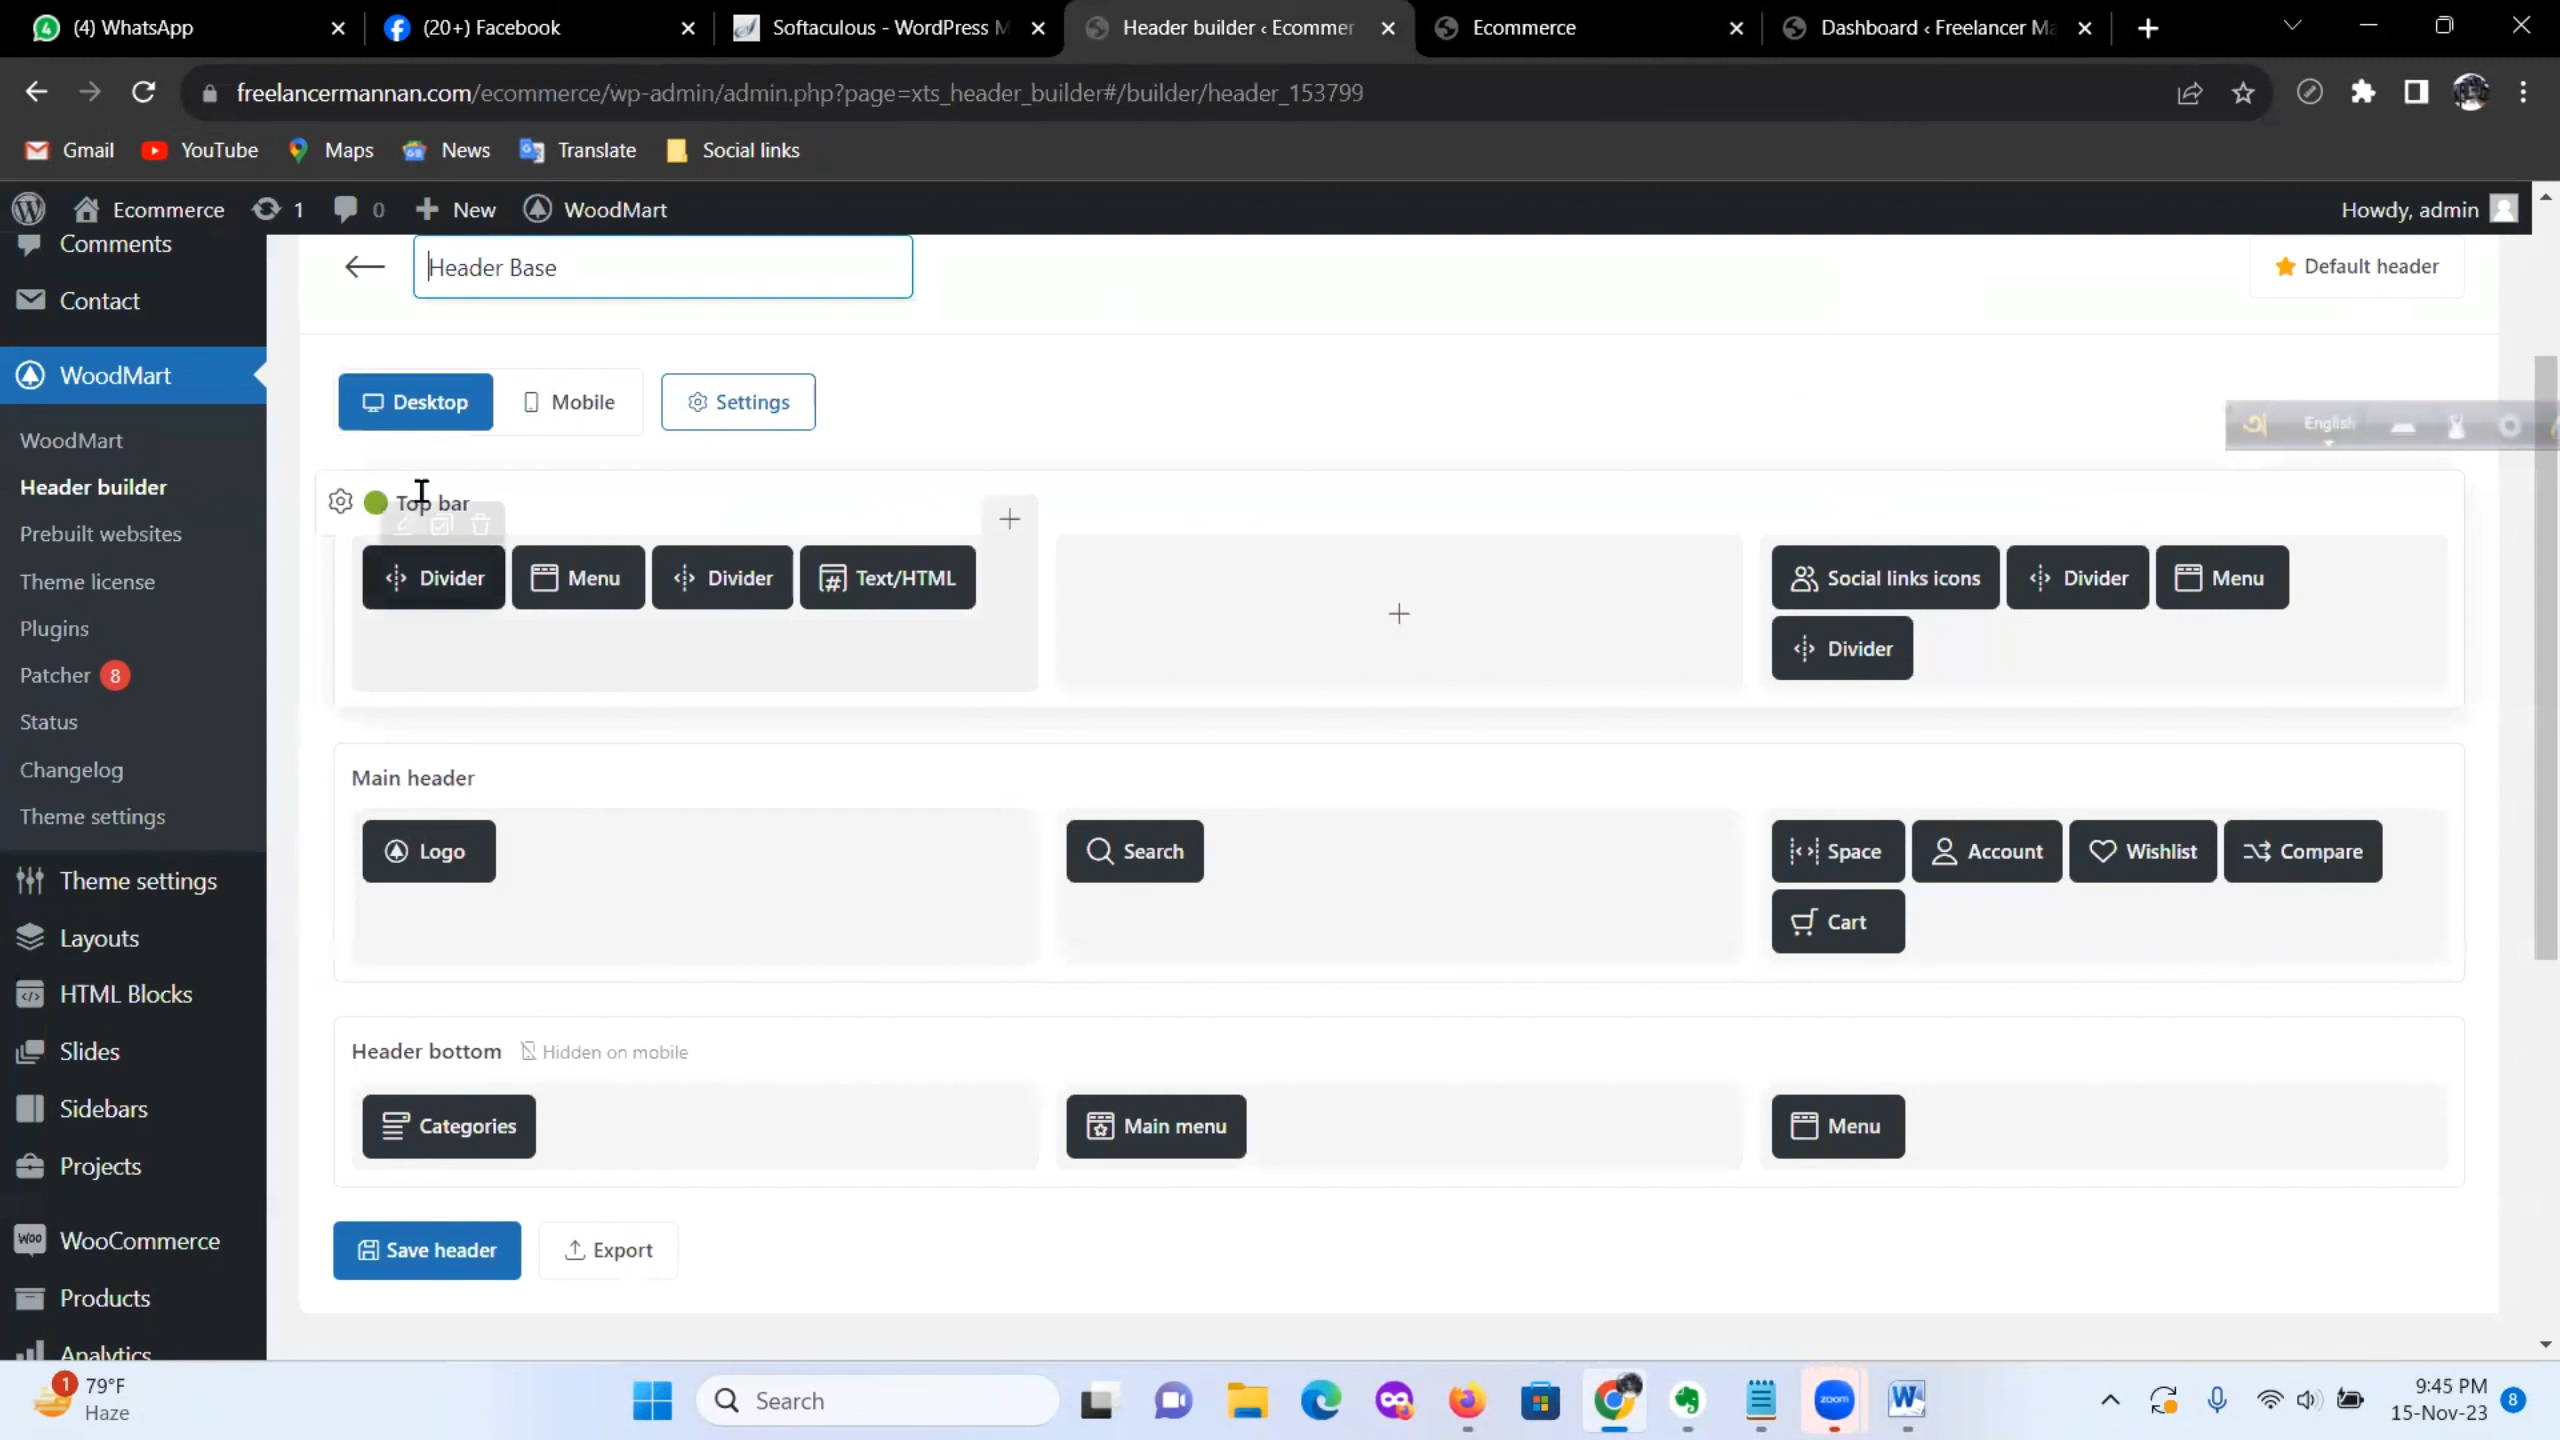 (4) WhatsApp
(20+) Facebook
Softaculous - WordPress M
Header builder ‹ Ecommer
Ecommerce
Dashboard ‹ Freelancer Ma
freelancermannan.com/ecommerce/wp-admin/admin.php?page=xts_header_builder#/builder/header_153799
Gmail
YouTube
Maps
News
Translate
Social links
Ecommerce
1
0
New
WoodMart
Howdy, admin
Comments
Contact
WoodMart
WoodMart
Header builder
Prebuilt websites
Theme license
Plugins
Patcher 8
Status
Changelog
Theme settings
Theme settings
Layouts
HTML Blocks
Slides
Sidebars
Projects
WooCommerce
Products
Analytics
Header Base
Default header
Desktop
Mobile
Settings
English
Top bar
Divider
Menu
Divider
Text/HTML
Social links icons
Divider
Menu
Divider
Main header
Logo
Search
Space
Account
Wishlist
Compare
Cart
Header bottom
Hidden on mobile
Categories
Main menu
Menu
Save header
Export
1
79°F
Haze
Search
zoom
9:45 PM
15-Nov-23
8